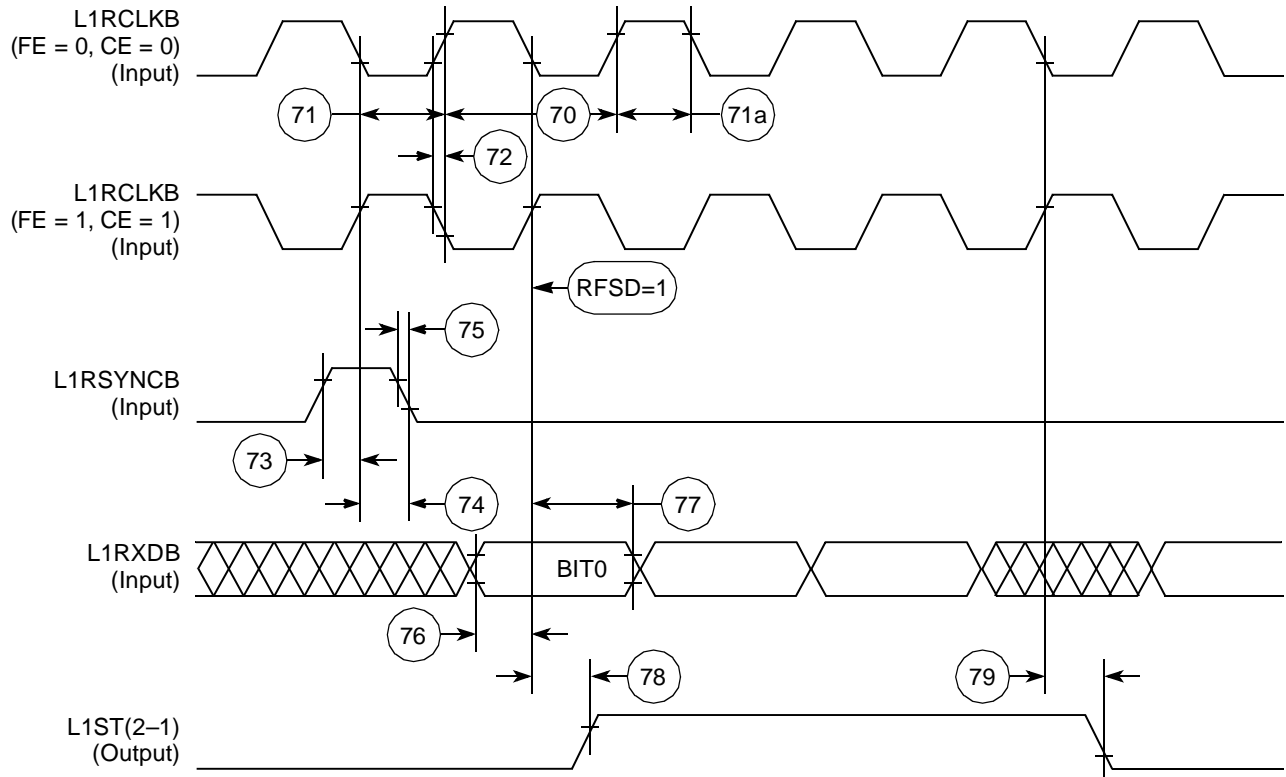 L1RCLKB
(FE = 0, CE = 0)
(Input)
71
70
71a
72
L1RCLKB
(FE = 1, CE = 1)
(Input)
RFSD=1
75
L1RSYNCB
(Input)
73
74
77
L1RXDB
(Input)
BIT0
76
78
79
L1ST(2–1)
(Output)